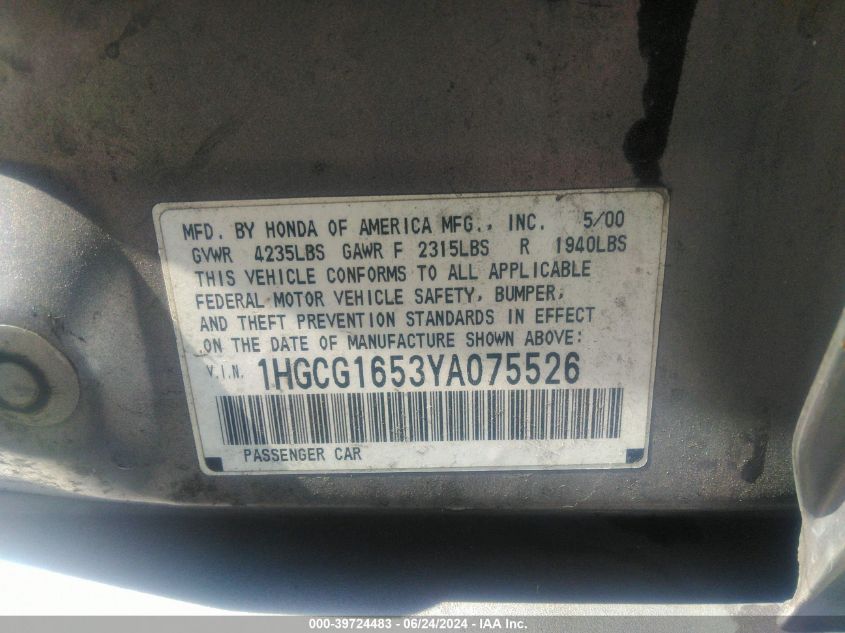 MFD. BY HONDA OF AMERICA MFG., INC. 5/00
GVWR 4235LBS GAWR F 2315LBS R 1940LBS
THIS VEHICLE CONFORMS TO ALL APPLICABLE
FEDERAL MOTOR VEHICLE SAFETY, BUMPER,
AND THEFT PREVENTION STANDARDS IN EFFECT
ON THE DATE OF MANUFACTURE SHOWN ABOVE:
V.I.N. 1HGCG1653YA075526
PASSENGER CAR
000-39724483 - 06/24/2024 - IAA Inc.